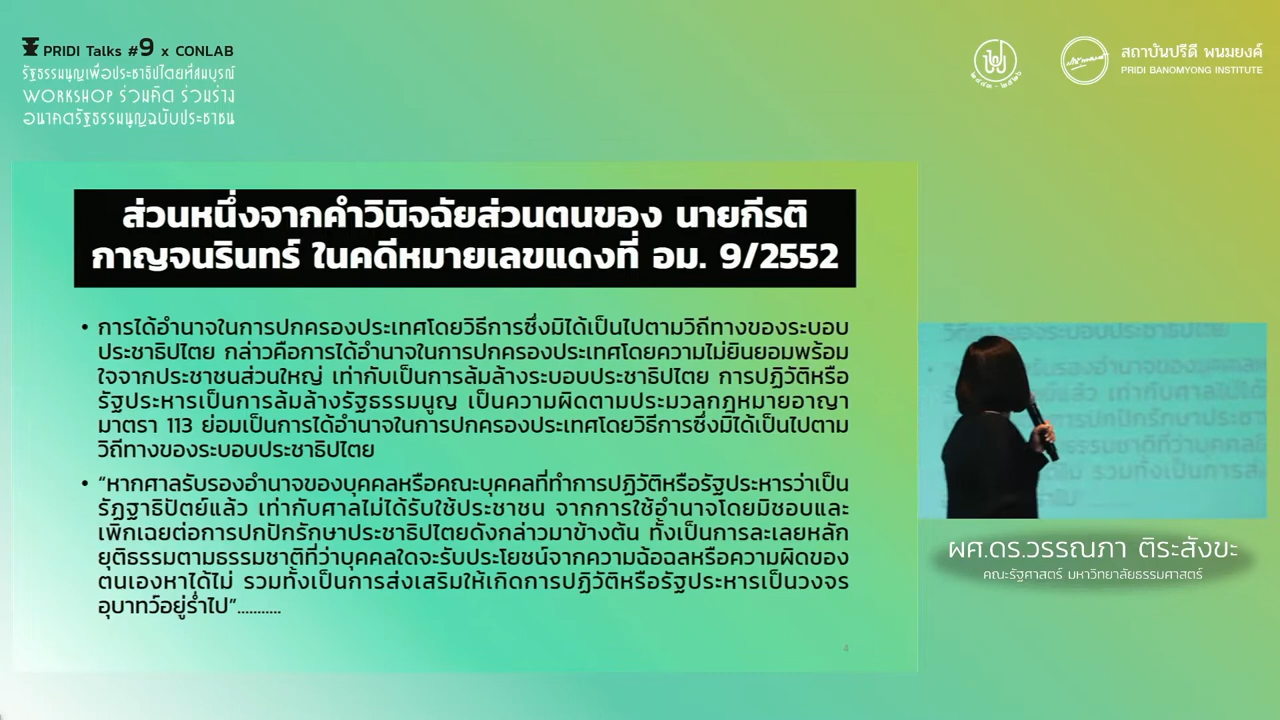 PRIDI Talks #9 x CONLAB
รัฐธรรมนูญเพื่อประชาธิปไตยที่สมบูรณ์
WORKSHOP ร่วมคิด ร่วมร่าง
อนาคตรัฐธรรมนูญฉบับประชาชน
สถาบันปรีดี พนมยงค์
PRIDI BANOMYONG INSTITUTE
ส่วนหนึ่งจากคำวินิจฉัยส่วนตนของ นายกีรติ
กาญจนรินทร์ ในคดีหมายเลขแดงที่ อม. 9/2552
• การได้อำนาจในการปกครองประเทศโดยวิธีการซึ่งมิได้เป็นไปตามวิถีทางของระบอบ
ประชาธิปไตย กล่าวคือการได้อำนาจในการปกครองประเทศโดยความไม่ยินยอมพร้อม
ใจจากประชาชนส่วนใหญ่ เท่ากับเป็นการล้มล้างระบอบประชาธิปไตย การปฏิวัติหรือ
รัฐประหารเป็นการล้มล้างรัฐธรรมนูญ เป็นความผิดตามประมวลกฎหมายอาญา
มาตรา 113 ย่อมเป็นการได้อำนาจในการปกครองประเทศโดยวิธีการซึ่งมิได้เป็นไปตาม
วิถีทางของระบอบประชาธิปไตย
• “หากศาลรับรองอำนาจของบุคคลหรือคณะบุคคลที่ทำการปฏิวัติหรือรัฐประหารว่าเป็น
รัฏฐาธิปัตย์แล้ว เท่ากับศาลไม่ได้รับใช้ประชาชน จากการใช้อำนาจโดยมิชอบและ
เพิกเฉยต่อการปกปักรักษาประชาธิปไตยดังกล่าวมาข้างต้น ทั้งเป็นการละเลยหลัก
ยุติธรรมตามธรรมชาติที่ว่าบุคคลใดจะรับประโยชน์จากความฉ้อฉลหรือความผิดของ
ตนเองหาได้ไม่ รวมทั้งเป็นการส่งเสริมให้เกิดการปฏิวัติหรือรัฐประหารเป็นวงจร
อุบาทว์อยู่ร่ำไป”...........
4
ผศ.ดร.วรรณภา ติระสังขะ
คณะรัฐศาสตร์ มหาวิทยาลัยธรรมศาสตร์